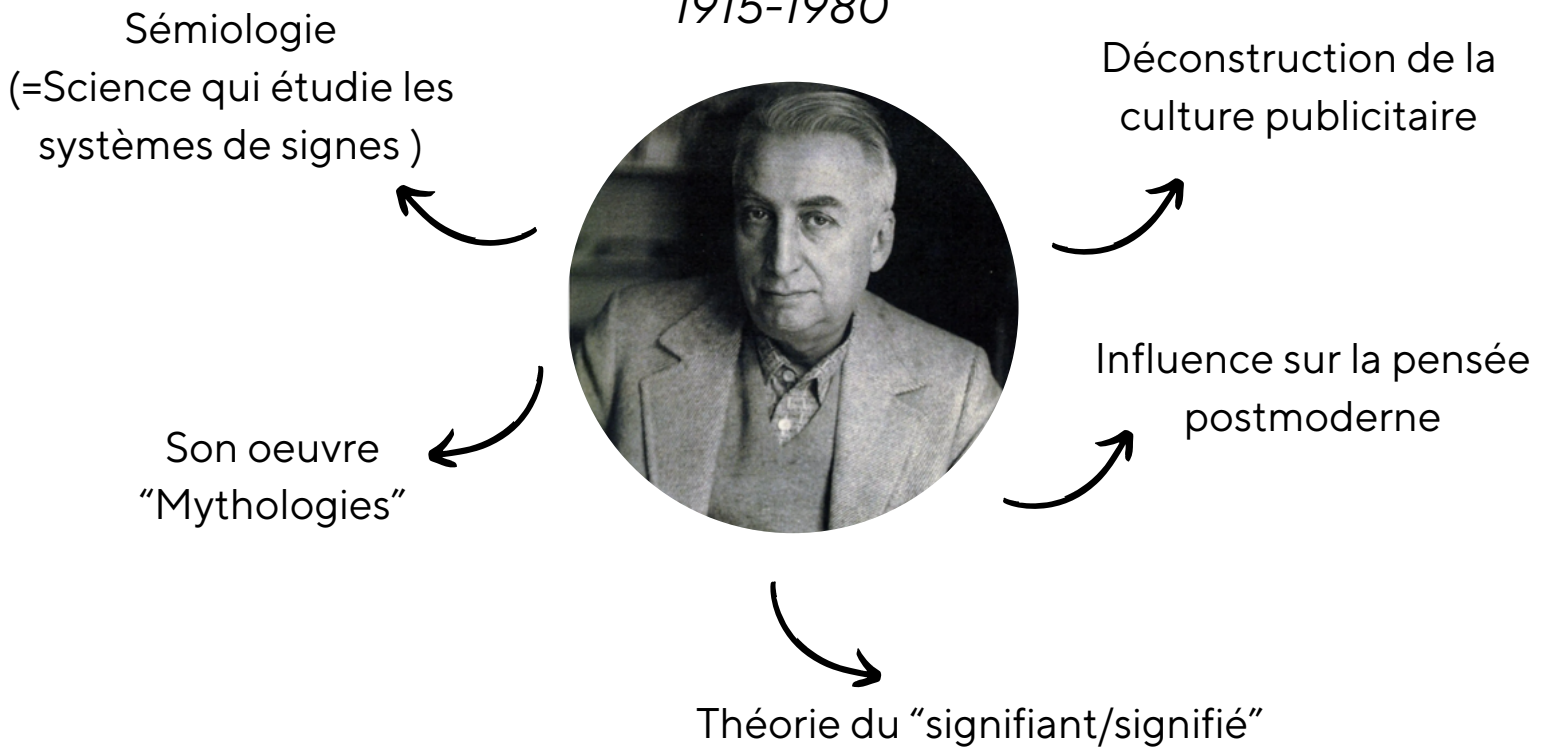 1915-1980
Sémiologie
(=Science qui étudie les
systèmes de signes )
Déconstruction de la
culture publicitaire
Influence sur la pensée
postmoderne
Son oeuvre
“Mythologies”
Théorie du “signifiant/signifié”